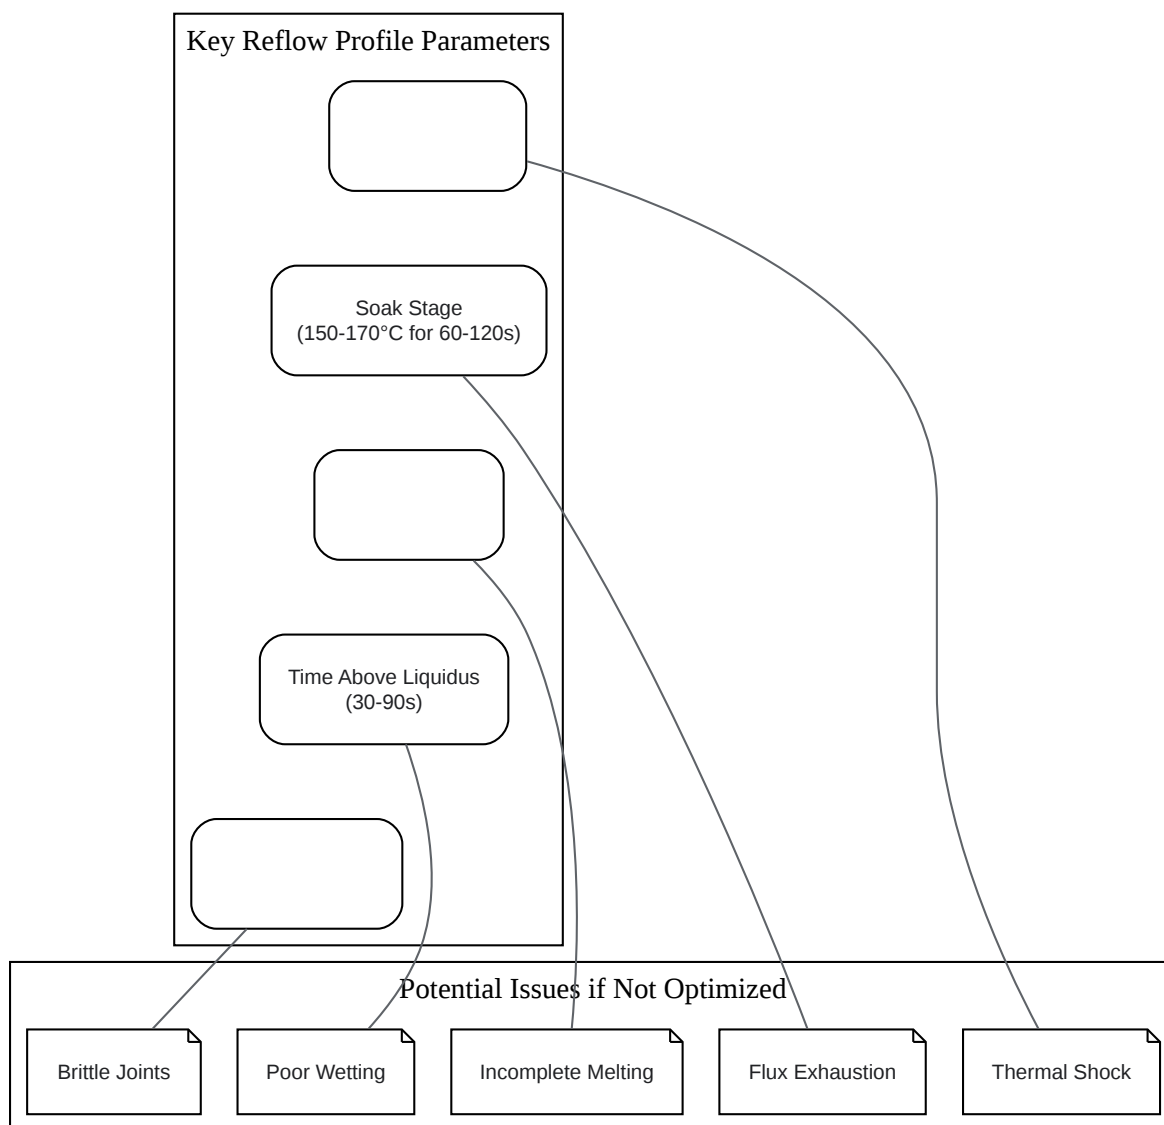 Key Reflow Profile Parameters
Soak Stage
(150-170°C for 60-120s)
Time Above Liquidus
(30-90s)
Potential Issues if Not Optimized
Brittle Joints
Poor Wetting
Incomplete Melting
Flux Exhaustion
Thermal Shock